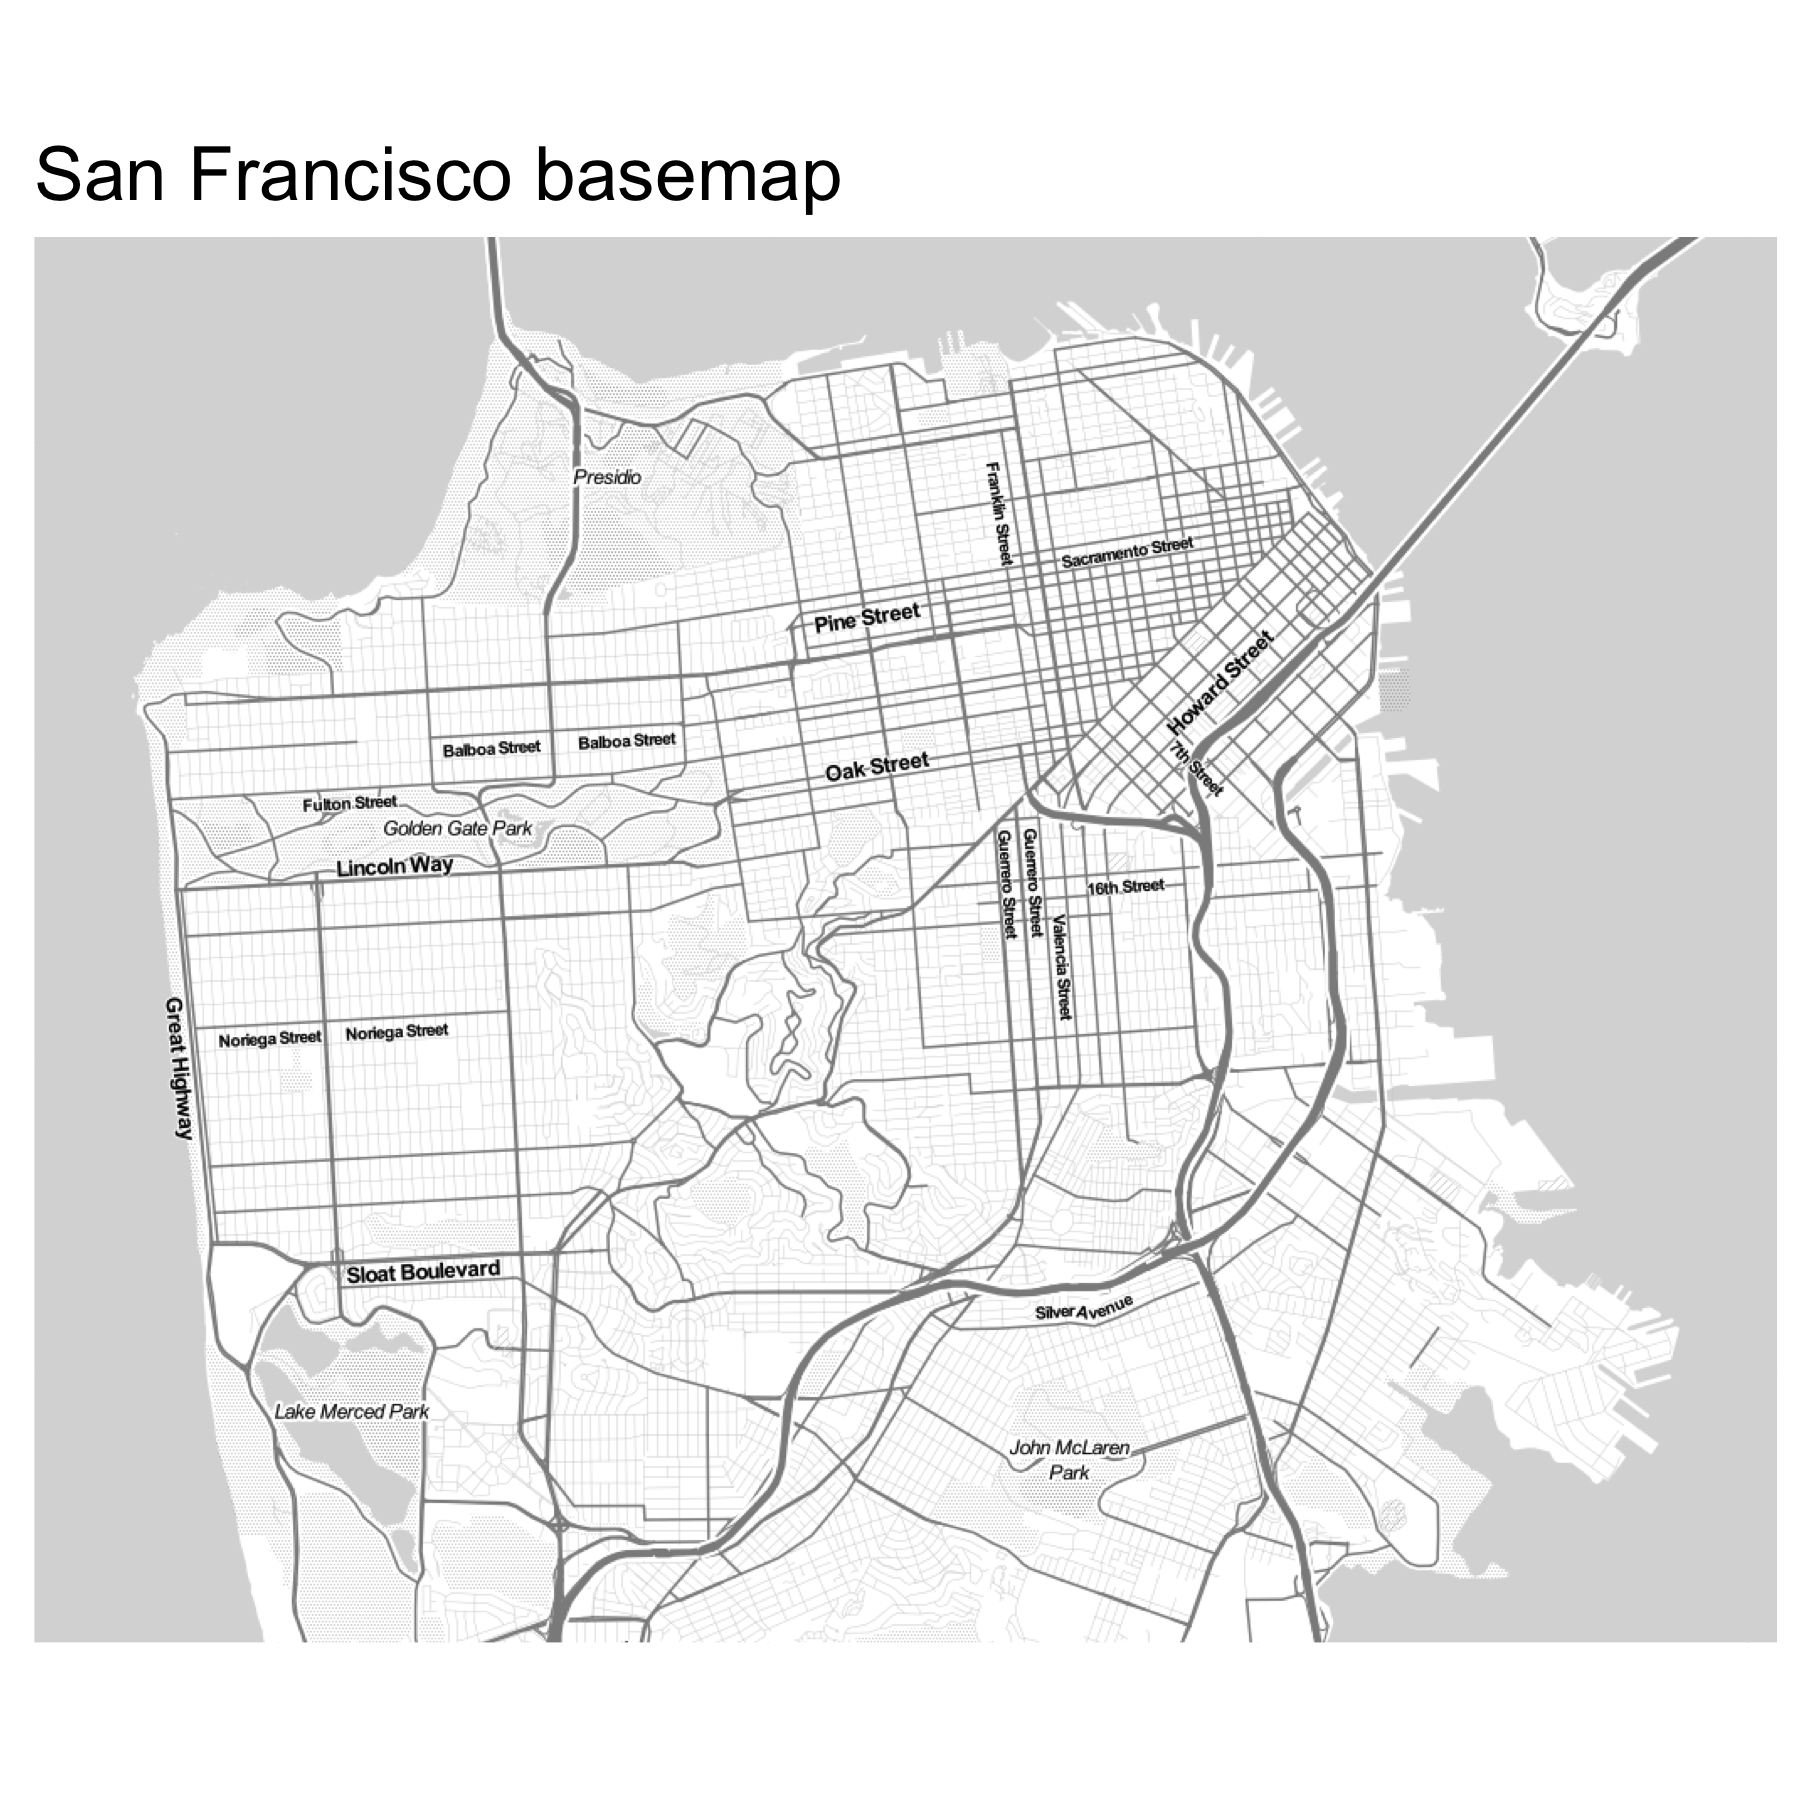 San Francisco basemap
Presidio
Franklin Street
Sacramento Street
Pine Street
Howard Street
Balboa Street
Balboa Street
7th Street
Oak Street
Fulton Street
Golden Gate Park
Lincoln Way
Guerrero Street
Guerrero Street
16th Street
Valencia Street
Great Highway
Noriega Street
Noriega Street
Sloat Boulevard
Silver Avenue
Lake Merced Park
John McLaren
Park